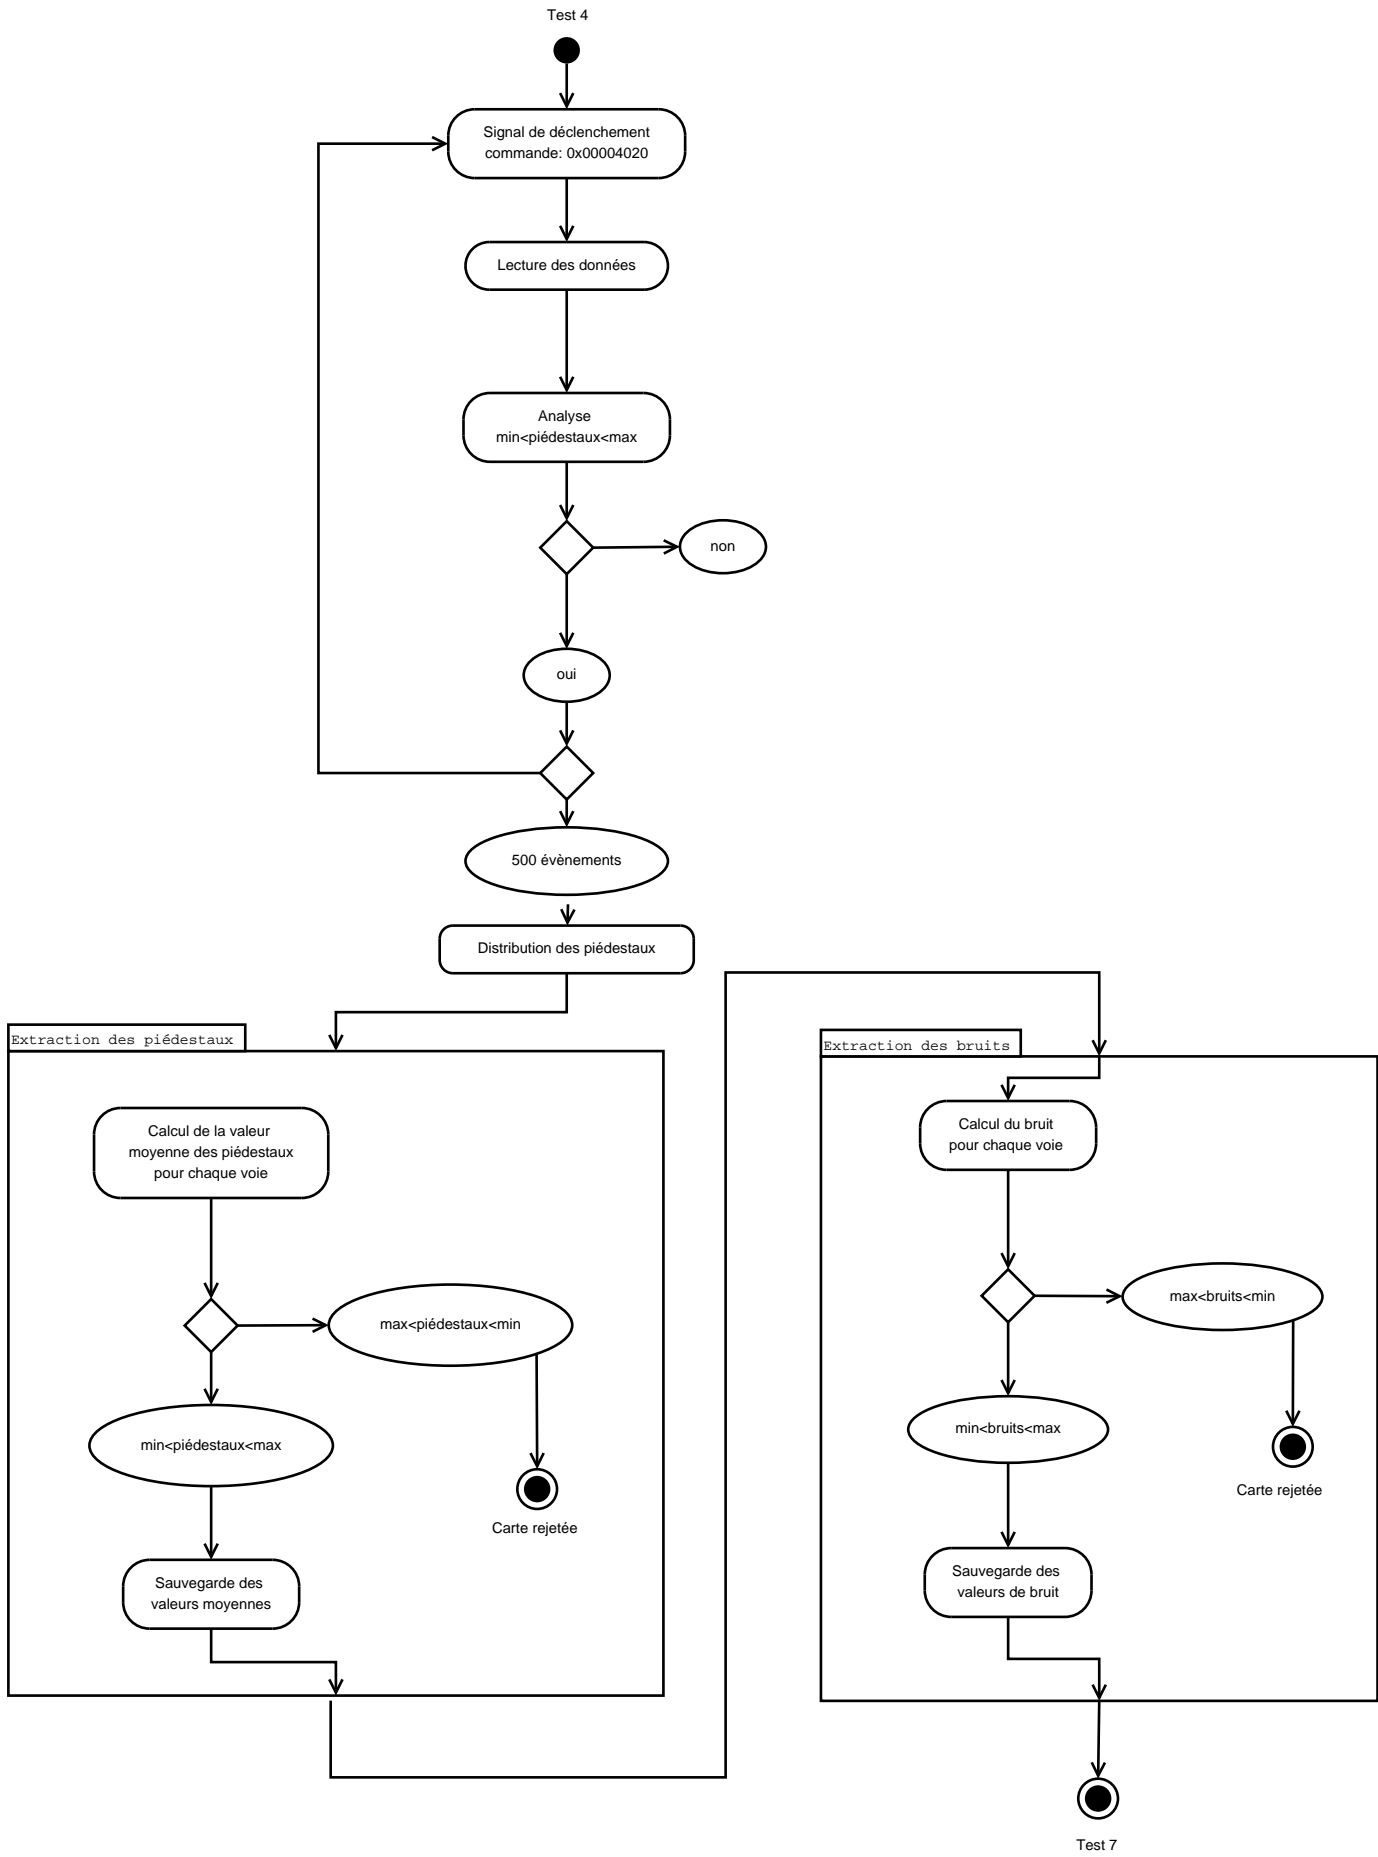 Test 4
Signal de déclenchement
commande: 0x00004020
Lecture des données
Analyse
min<piédestaux<max
non
oui
500 évènements
Distribution des piédestaux
Extraction des piédestaux
Calcul de la valeur
moyenne des piédestaux
pour chaque voie
max<piédestaux<min
min<piédestaux<max
Carte rejetée
Sauvegarde des
valeurs moyennes
Extraction des bruits
Calcul du bruit
pour chaque voie
max<bruits<min
min<bruits<max
Carte rejetée
Sauvegarde des
valeurs de bruit
Test 7